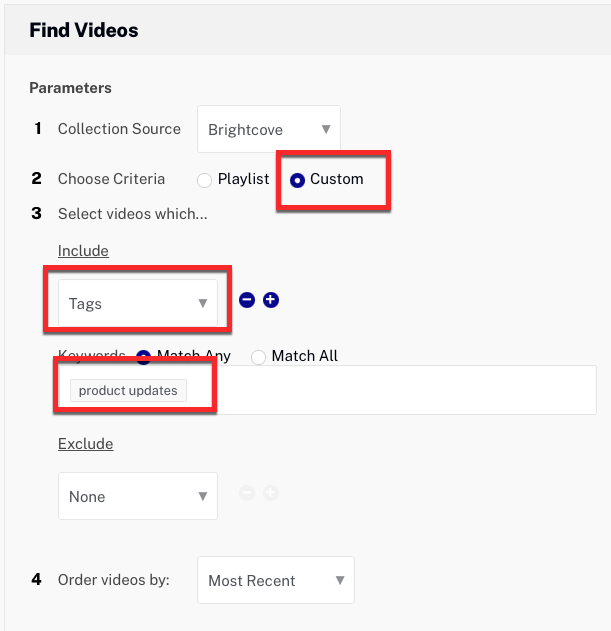 Find Videos
Parameters
1 Collection Source Brightcove
2 Choose Criteria Playlist Custom
3 Select videos which...
Include
Tags
Keywords Match Any Match All
product updates
Exclude
None
4 Order videos by: Most Recent